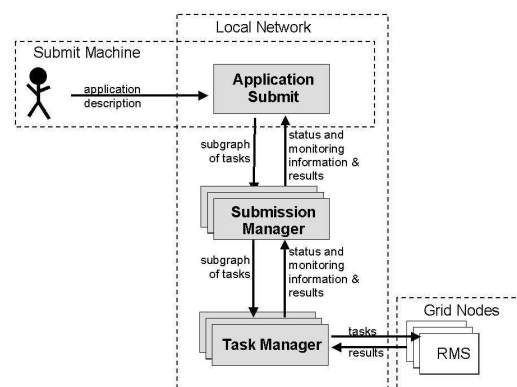 Local Network
Submit Machine
application
description
Application
Submit
subgraph
of tasks
status and
monitoring
information &
results
Submission
Manager
subgraph
of tasks
status and
monitoring
information &
results
Grid Nodes
Task Manager
tasks
results
RMS